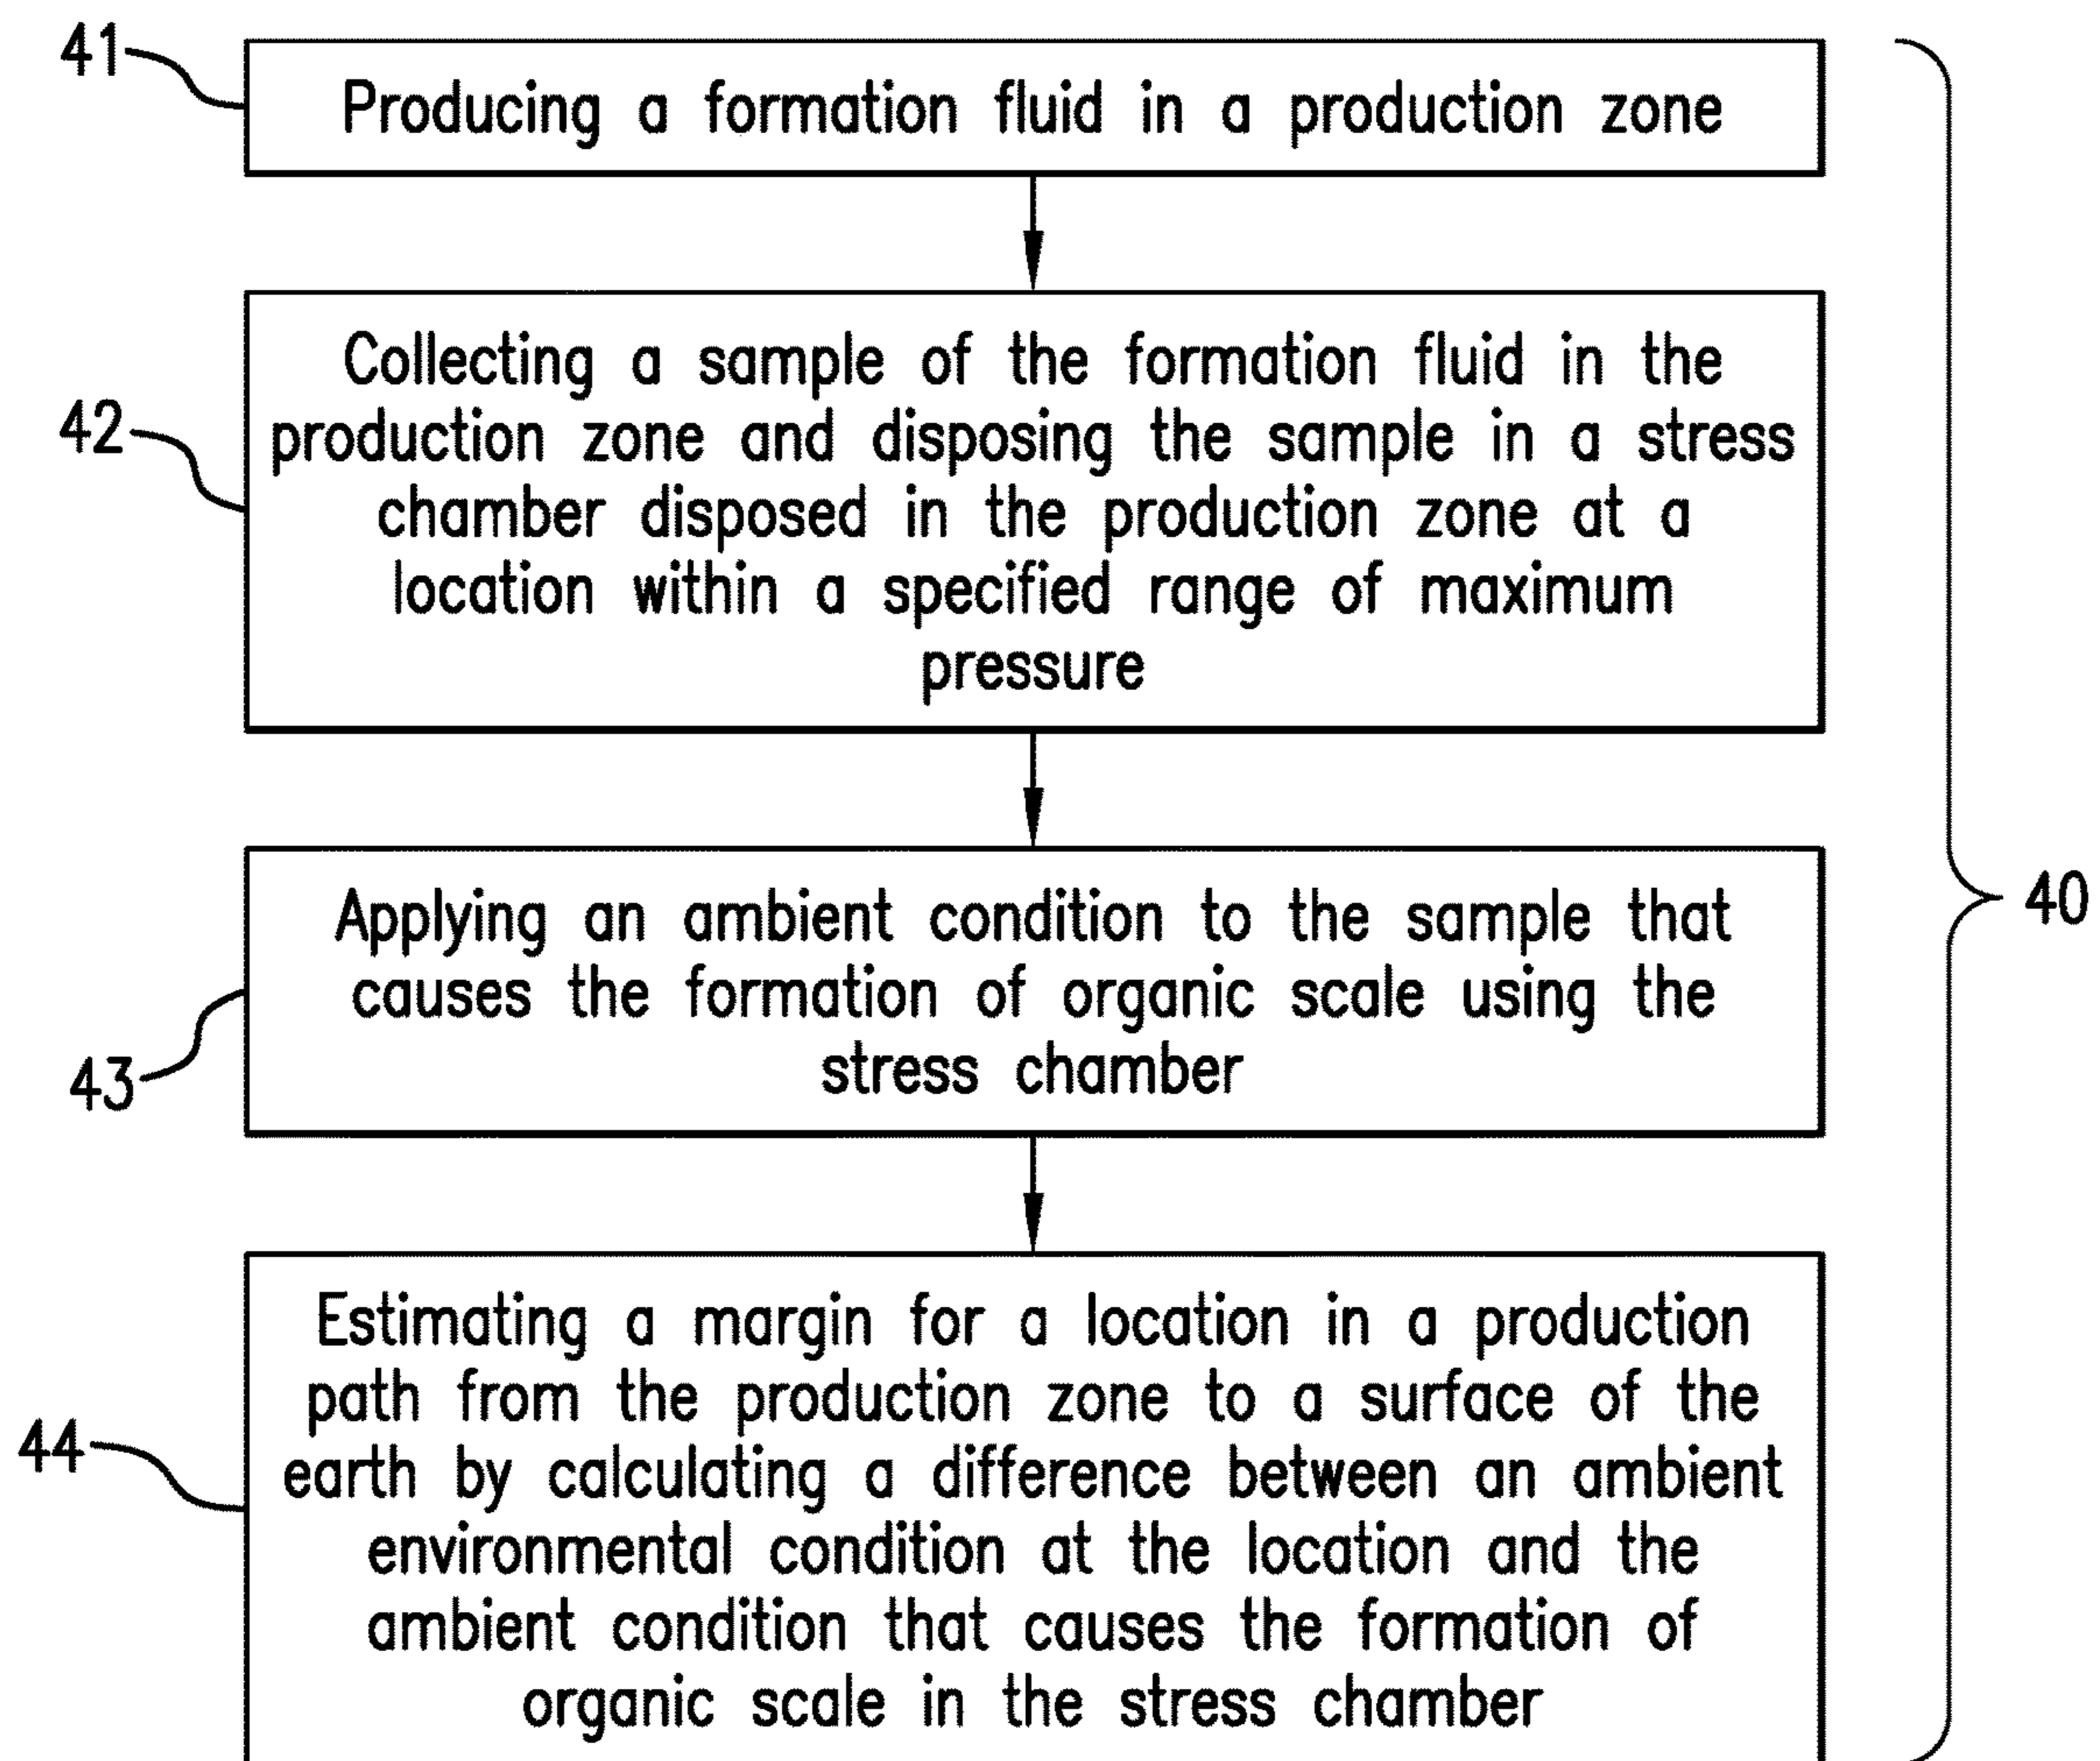 41
Producing a formation fluid in a production zone
42
Collecting a sample of the formation fluid in the
production zone and disposing the sample in a stress
chamber disposed in the production zone at a
location within a specified range of maximum
pressure
43
Applying an ambient condition to the sample that
causes the formation of organic scale using the
stress chamber
40
44
Estimating a margin for a location in a production
path from the production zone to a surface of the
earth by calculating a difference between an ambient
environmental condition at the location and the
ambient condition that causes the formation of
organic scale in the stress chamber